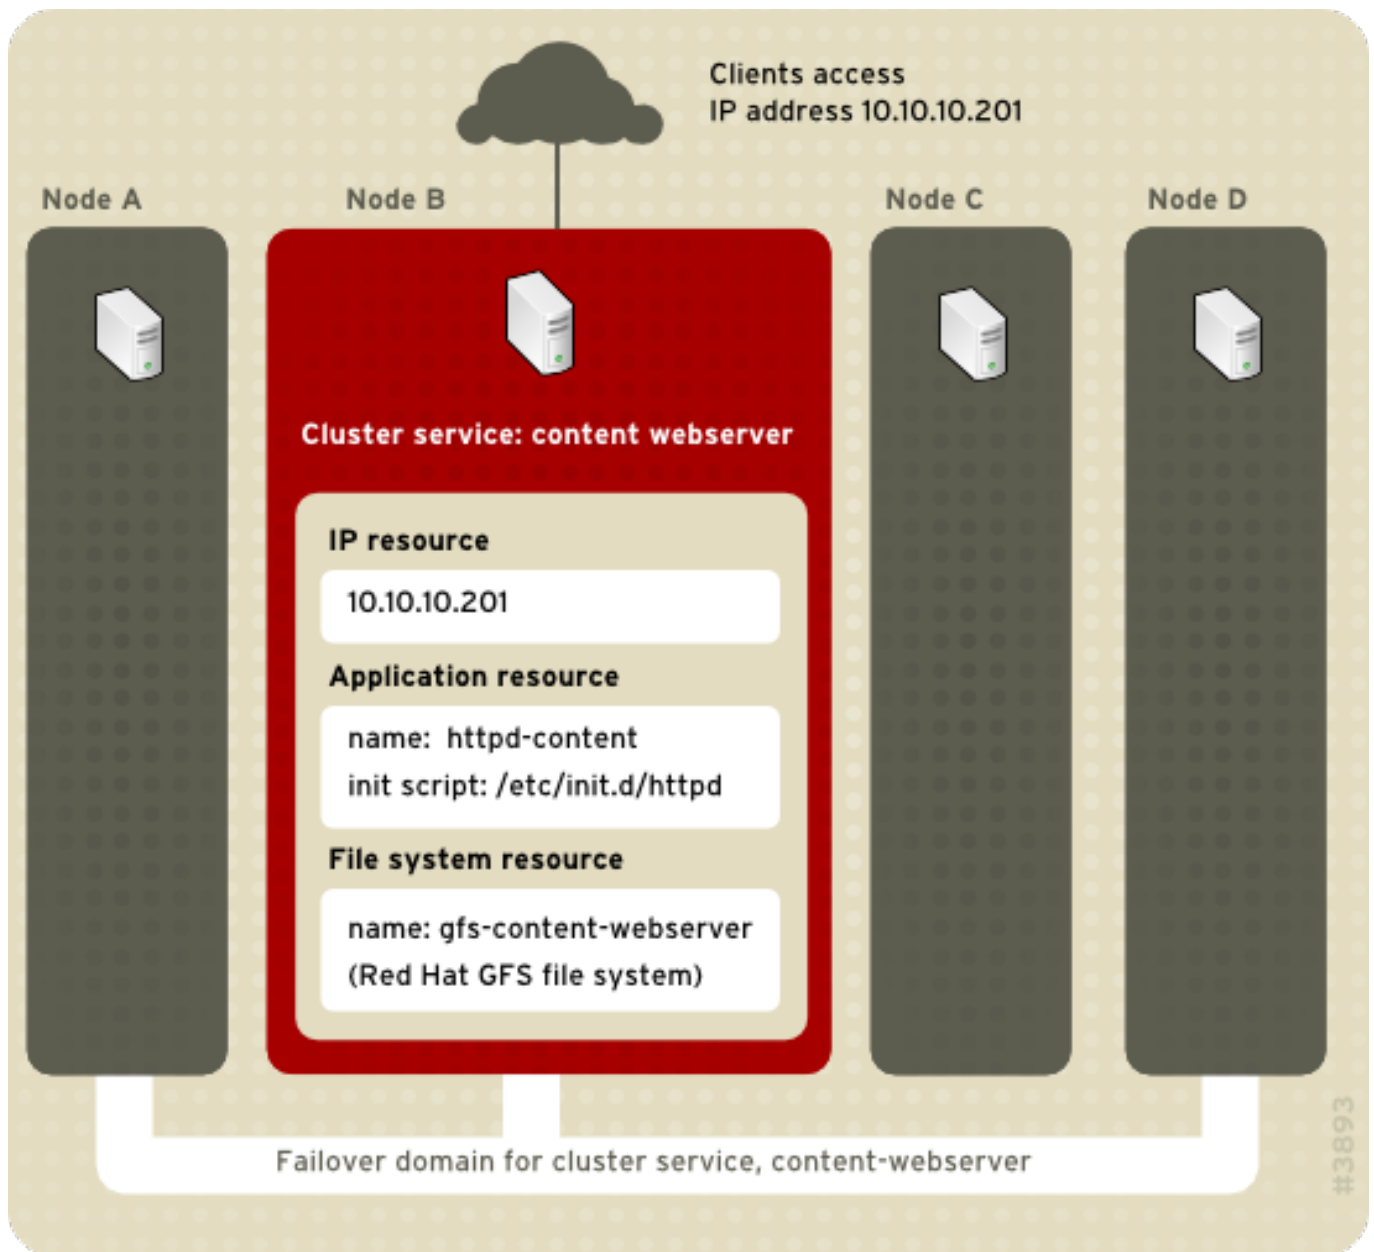 Clients access
IP address 10.10.10.201
Node A
Node B
Node C
Node D
Cluster service: content webserver
IP resource
10.10.10.201
Application resource
name: httpd-content
init script: /etc/init.d/httpd
File system resource
name: gfs-content-webserver
(Red Hat GFS file system)
Failover domain for cluster service, content-webserver
#3893